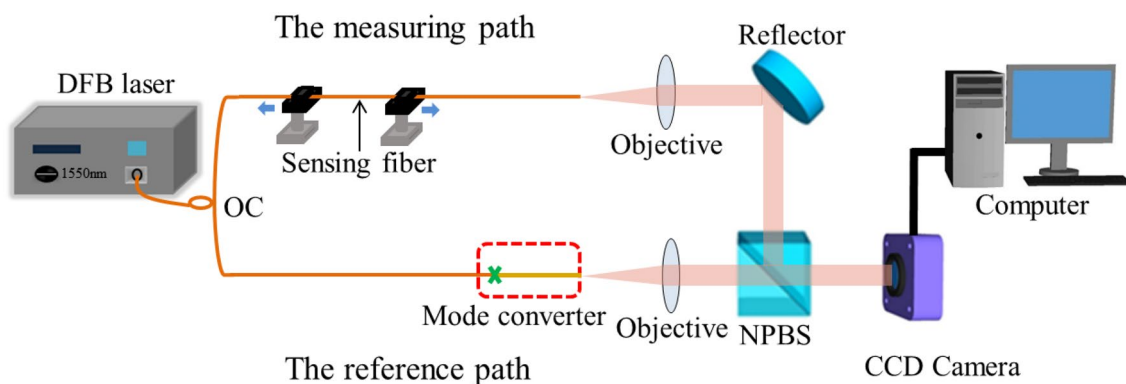 The measuring path
Reflector
DFB laser
1550nm
Sensing fiber
Objective
OC
Computer
Mode converter
Objective
NPBS
CCD Camera
The reference path